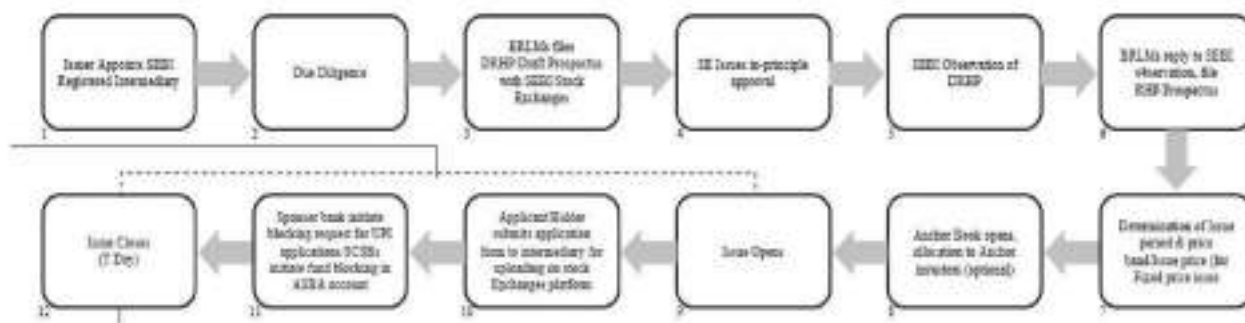 Issuer Appoints SEBI
Registered Intermediary
1
Due Diligence
2
BRLMs files
DRHP Draft Prospectus
with SEBI Stock
Exchanges
3
SE Issues in-principle
approval
4
SEBI Observation of
DRHP
5
BRLMs reply to SEBI
observation, file
RHP Prospectus
6
Issue Closes
(T Day)
12
Sponsor bank initiate
blocking request for UPI
applications/SCSBs
initiate fund blocking in
ASBA account
11
Applicant/Bidder
submits application
form to intermediary for
uploading on stock
Exchanges platform
10
Issue Opens
9
Anchor Book opens,
allocation to Anchor
investors (optional)
8
Determination of Issue
period & price
band/Issue price (for
Fixed price issue
7